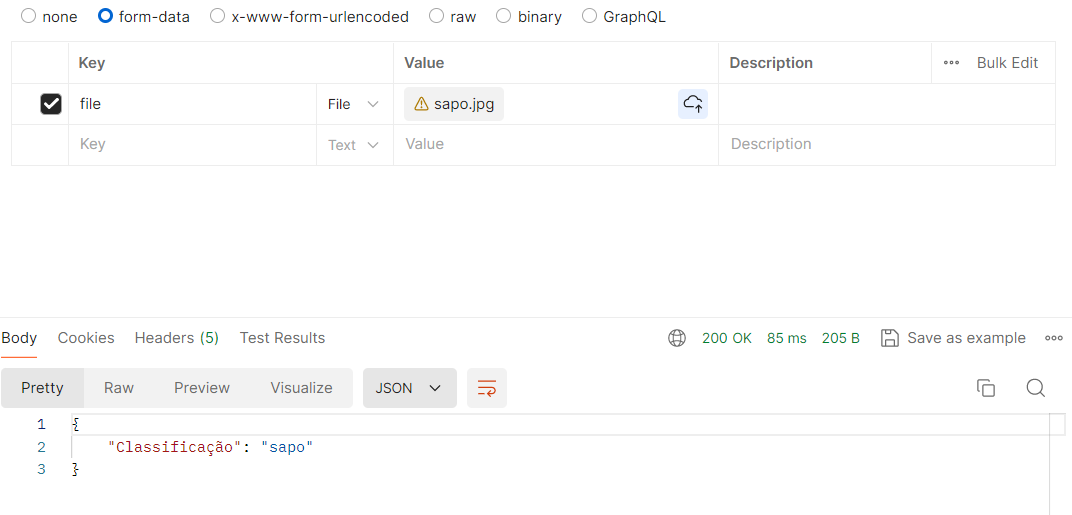 none form-data x-www-form-urlencoded raw binary GraphQL
Key Value Description Bulk Edit
file File sapo.jpg
Key Text Value Description
Body Cookies Headers (5) Test Results 200 OK 85 ms 205 B Save as example
Pretty Raw Preview Visualize JSON
1 {
2 "Classificação": "sapo"
3 }